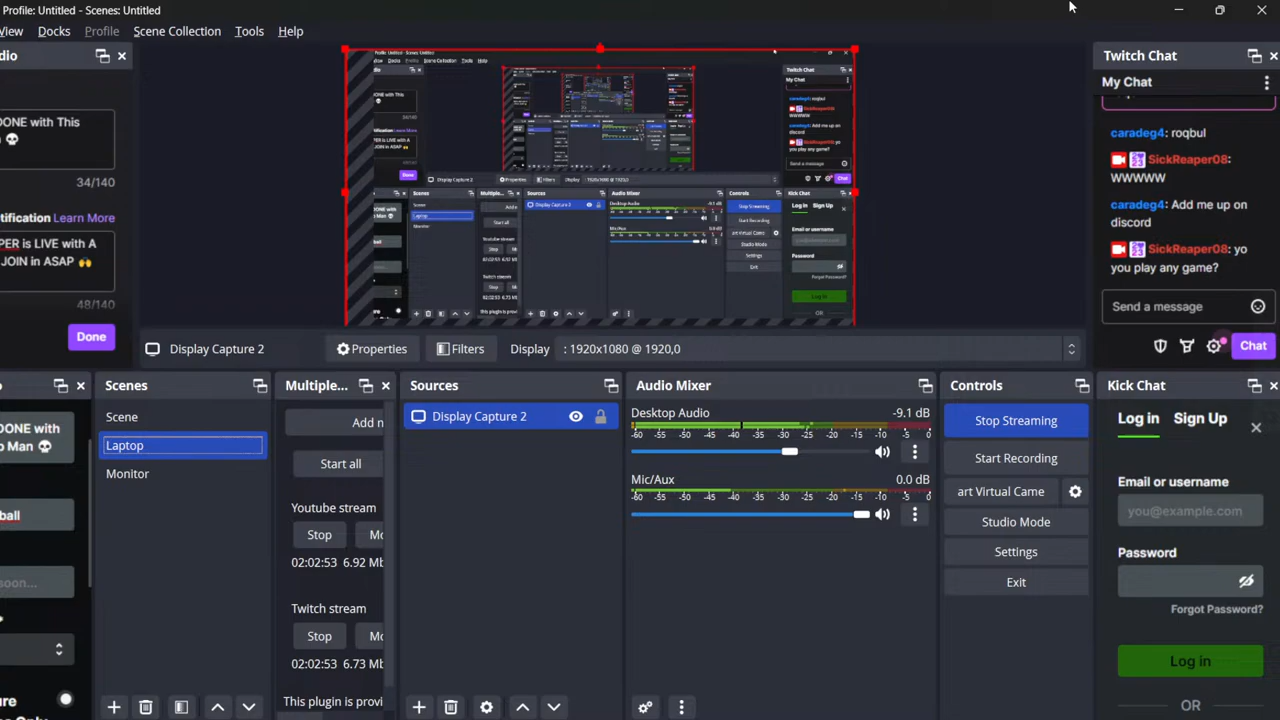 Profile: Untitled - Scenes: Untitled
View Docks Profile Scene Collection Tools Help
dio
DONE with This
34/140
tification Learn More
PER is LIVE with A
JOIN in ASAP 🙌
48/140
Done
Display Capture 2
Properties
Filters
Display
: 1920x1080 @ 1920,0
Twitch Chat
My Chat
caradeg4: roqbul
SickReaper08:
WWWWW
caradeg4: Add me up on
discord
SickReaper08: yo
you play any game?
Send a message
Chat
DONE with
p Man 💀
ball
soon...
re
s Only
Scenes
Scene
Laptop
Monitor
Multiple...
Add n
Start all
Youtube stream
Stop
Mo
02:02:53 6.92 Mb
Twitch stream
Stop
Mo
02:02:53 6.73 Mb
This plugin is provi
Sources
Display Capture 2
Audio Mixer
Desktop Audio -9.1 dB
-60 -55 -50 -45 -40 -35 -30 -25 -20 -15 -10 -5 0
Mic/Aux 0.0 dB
-60 -55 -50 -45 -40 -35 -30 -25 -20 -15 -10 -5 0
Controls
Stop Streaming
Start Recording
art Virtual Came
Studio Mode
Settings
Exit
Kick Chat
Log in Sign Up
Email or username
you@example.com
Password
Forgot Password?
Log in
OR